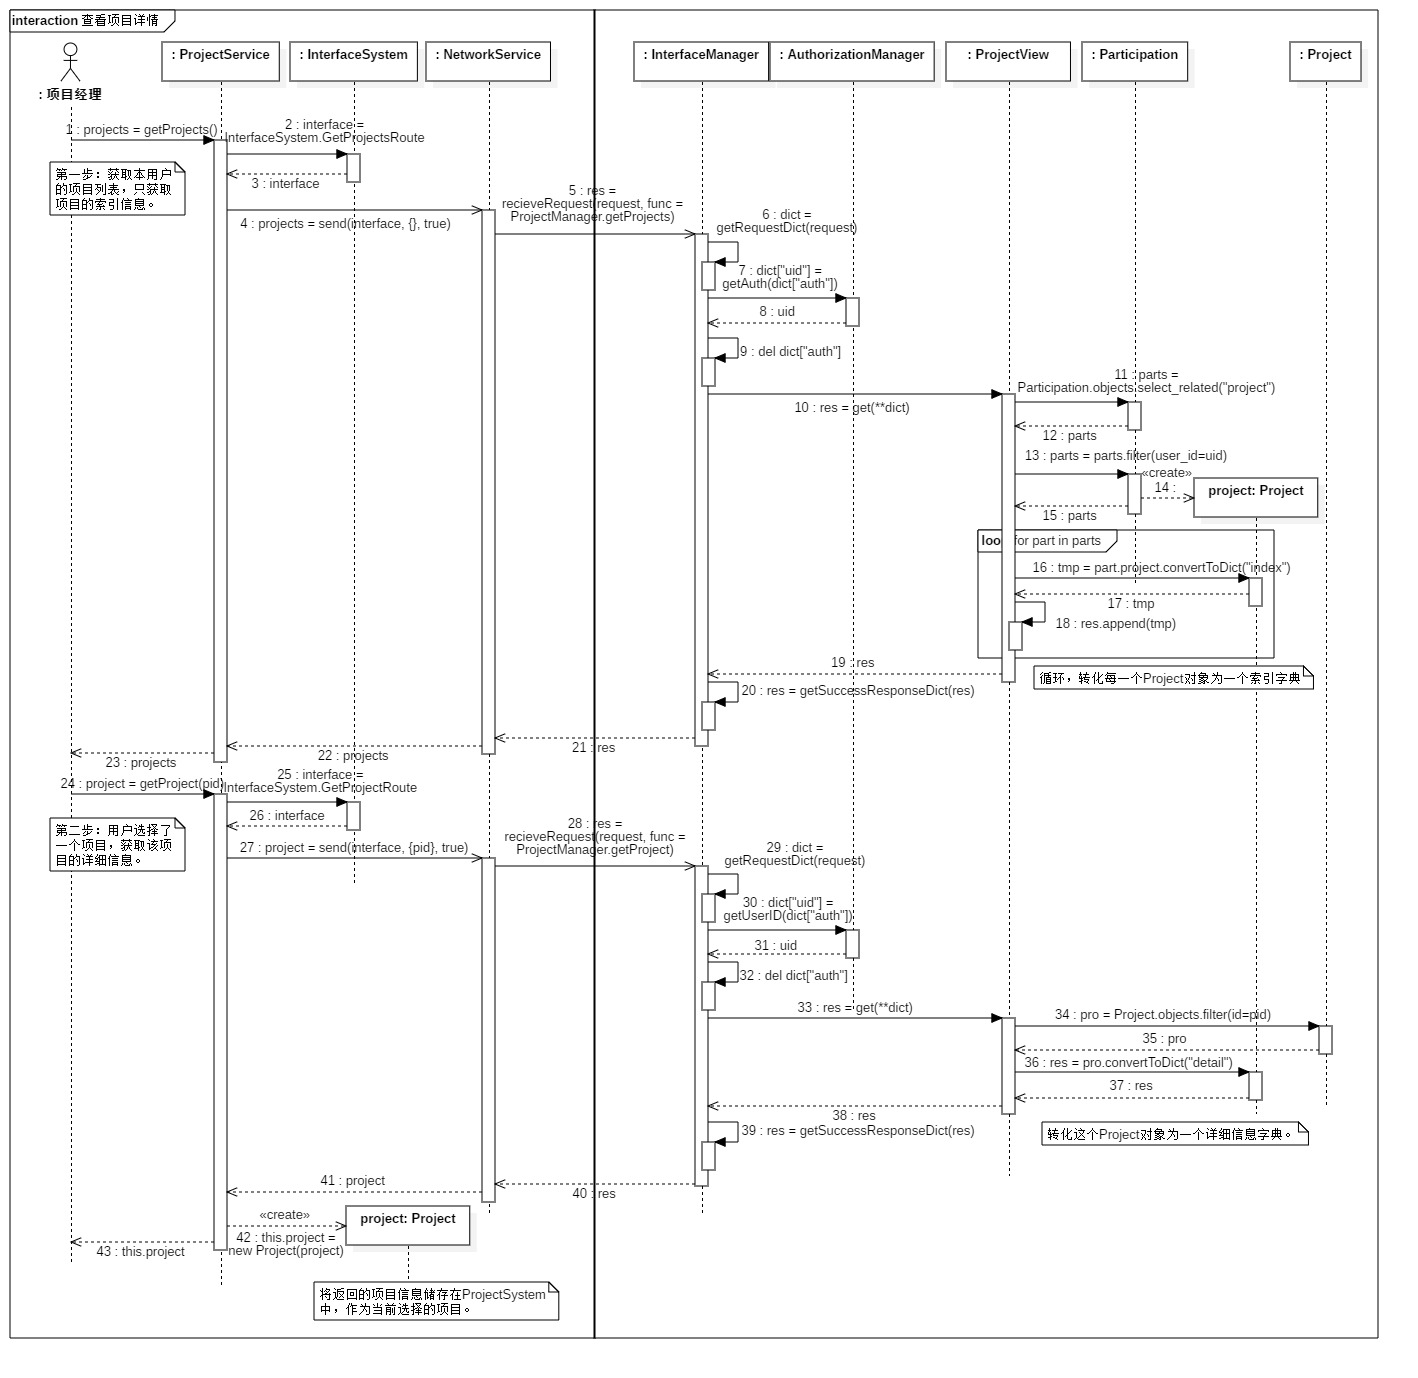 interaction 查看项目详情
: 项目经理
: ProjectService
: InterfaceSystem
: NetworkService
: InterfaceManager
: AuthorizationManager
: ProjectView
: Participation
: Project
1 : projects = getProjects()
2 : interface =
InterfaceSystem.GetProjectsRoute
3 : interface
第一步：获取本用户
的项目列表，只获取
项目的索引信息。
4 : projects = send(interface, {}, true)
5 : res =
recieveRequest(request, func =
ProjectManager.getProjects)
6 : dict =
getRequestDict(request)
7 : dict["uid"] =
getAuth(dict["auth"])
8 : uid
9 : del dict["auth"]
10 : res = get(**dict)
11 : parts =
Participation.objects.select_related("project")
12 : parts
13 : parts = parts.filter(user_id=uid)
«create»
14 :
project: Project
15 : parts
loop
for part in parts
16 : tmp = part.project.convertToDict("index")
17 : tmp
18 : res.append(tmp)
19 : res
循环，转化每一个Project对象为一个索引字典
20 : res = getSuccessResponseDict(res)
21 : res
22 : projects
23 : projects
24 : project = getProject(pid)
25 : interface =
InterfaceSystem.GetProjectRoute
26 : interface
第二步：用户选择了
一个项目，获取该项
目的详细信息。
27 : project = send(interface, {pid}, true)
28 : res =
recieveRequest(request, func =
ProjectManager.getProject)
29 : dict =
getRequestDict(request)
30 : dict["uid"] =
getUserID(dict["auth"])
31 : uid
32 : del dict["auth"]
33 : res = get(**dict)
34 : pro = Project.objects.filter(id=pid)
35 : pro
36 : res = pro.convertToDict("detail")
37 : res
38 : res
转化这个Project对象为一个详细信息字典。
39 : res = getSuccessResponseDict(res)
40 : res
41 : project
«create»
42 : this.project =
new Project(project)
project: Project
43 : this.project
将返回的项目信息储存在ProjectSystem
中，作为当前选择的项目。